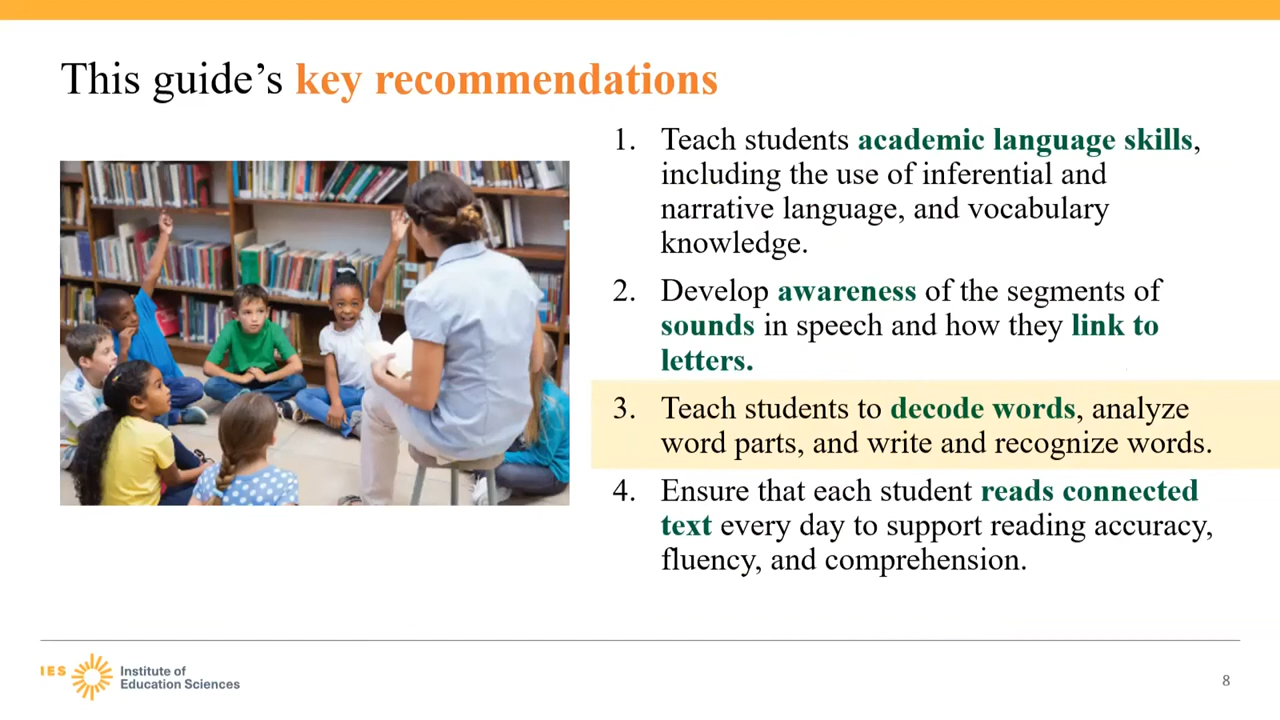 This guide's key recommendations
1. Teach students academic language skills,
including the use of inferential and
narrative language, and vocabulary
knowledge.
2. Develop awareness of the segments of
sounds in speech and how they link to
letters.
3. Teach students to decode words, analyze
word parts, and write and recognize words.
4. Ensure that each student reads connected
text every day to support reading accuracy,
fluency, and comprehension.
IES
Institute of
Education Sciences
8